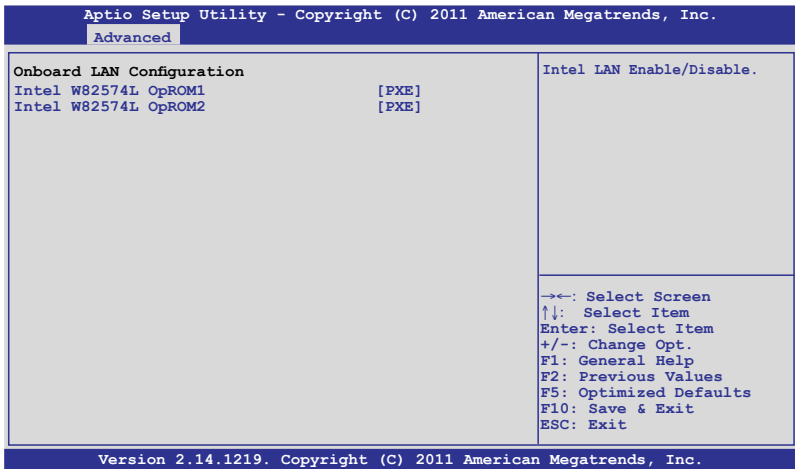 Aptio Setup Utility - Copyright (C) 2011 American Megatrends, Inc.
Advanced
Onboard LAN Configuration
Intel W82574L OpROM1 [PXE]
Intel W82574L OpROM2 [PXE]
Intel LAN Enable/Disable.
→←: Select Screen
↑↓: Select Item
Enter: Select Item
+/-: Change Opt.
F1: General Help
F2: Previous Values
F5: Optimized Defaults
F10: Save & Exit
ESC: Exit
Version 2.14.1219. Copyright (C) 2011 American Megatrends, Inc.